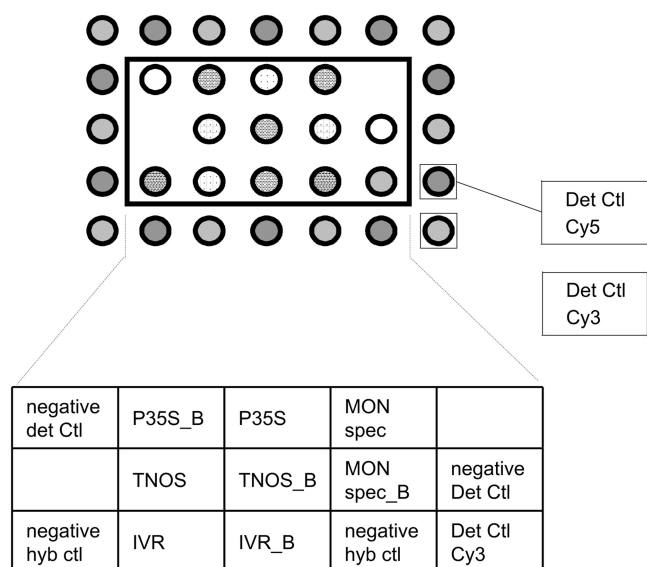 Det Ctl
Cy5
Det Ctl
Cy3
negative
det Ctl
P35S_B
P35S
MON
spec
TNOS
TNOS_B
MON
spec_B
negative
Det Ctl
negative
hyb ctl
IVR
IVR_B
negative
hyb ctl
Det Ctl
Cy3